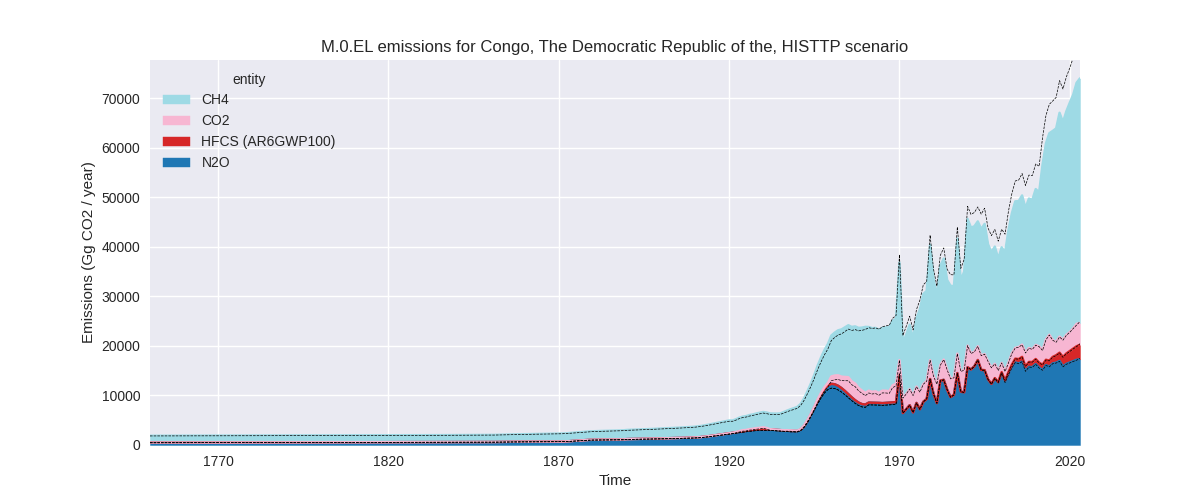 M.0.EL emissions for Congo, The Democratic Republic of the, HISTTP scenario
entity
CH4
CO2
HFCS (AR6GWP100)
N2O
Emissions (Gg CO2 / year)
70000
60000
50000
40000
30000
20000
10000
0
1770
1820
1870
1920
1970
2020
Time